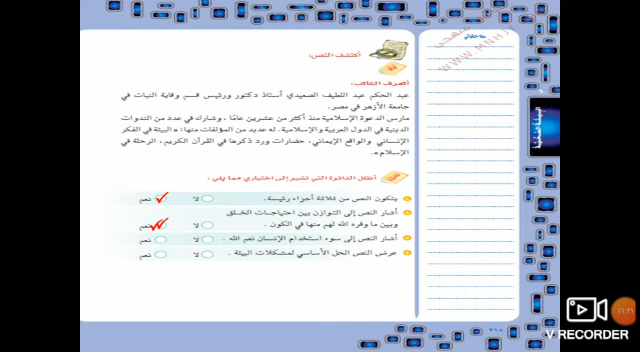 ملاحظاتي
WWW.MNHJ
أكتشف النص:
أعرف الكاتب:
عبد الحكم عبد اللطيف الصعيدي أستاذ دكتور ورئيس قسم وقاية النبات في
جامعة الأزهر في مصر.
مارس الدعوة الإسلامية منذ أكثر من عشرين عامًا، وشارك في عدد من الندوات
الدينية في الدول العربية والإسلامية. له عديد من المؤلفات منها: «البيئة في الفكر
الإنساني والواقع الإيماني، حضارات ورد ذكرها في القرآن الكريم، الرحلة في
الإسلام».
أظلل الدائرة التي تشير إلى اختياري مما يلي:
يتكون النص من ثلاثة أجزاء رئيسة. لا نعم
أشار النص إلى التوازن بين احتياجات الخلق
وبين ما وفره الله لهم منها في الكون. لا نعم
أشار النص إلى سوء استخدام الإنسان نعم الله. لا نعم
عرض النص الحل الأساسي لمشكلات البيئة. لا نعم
V RECORDER